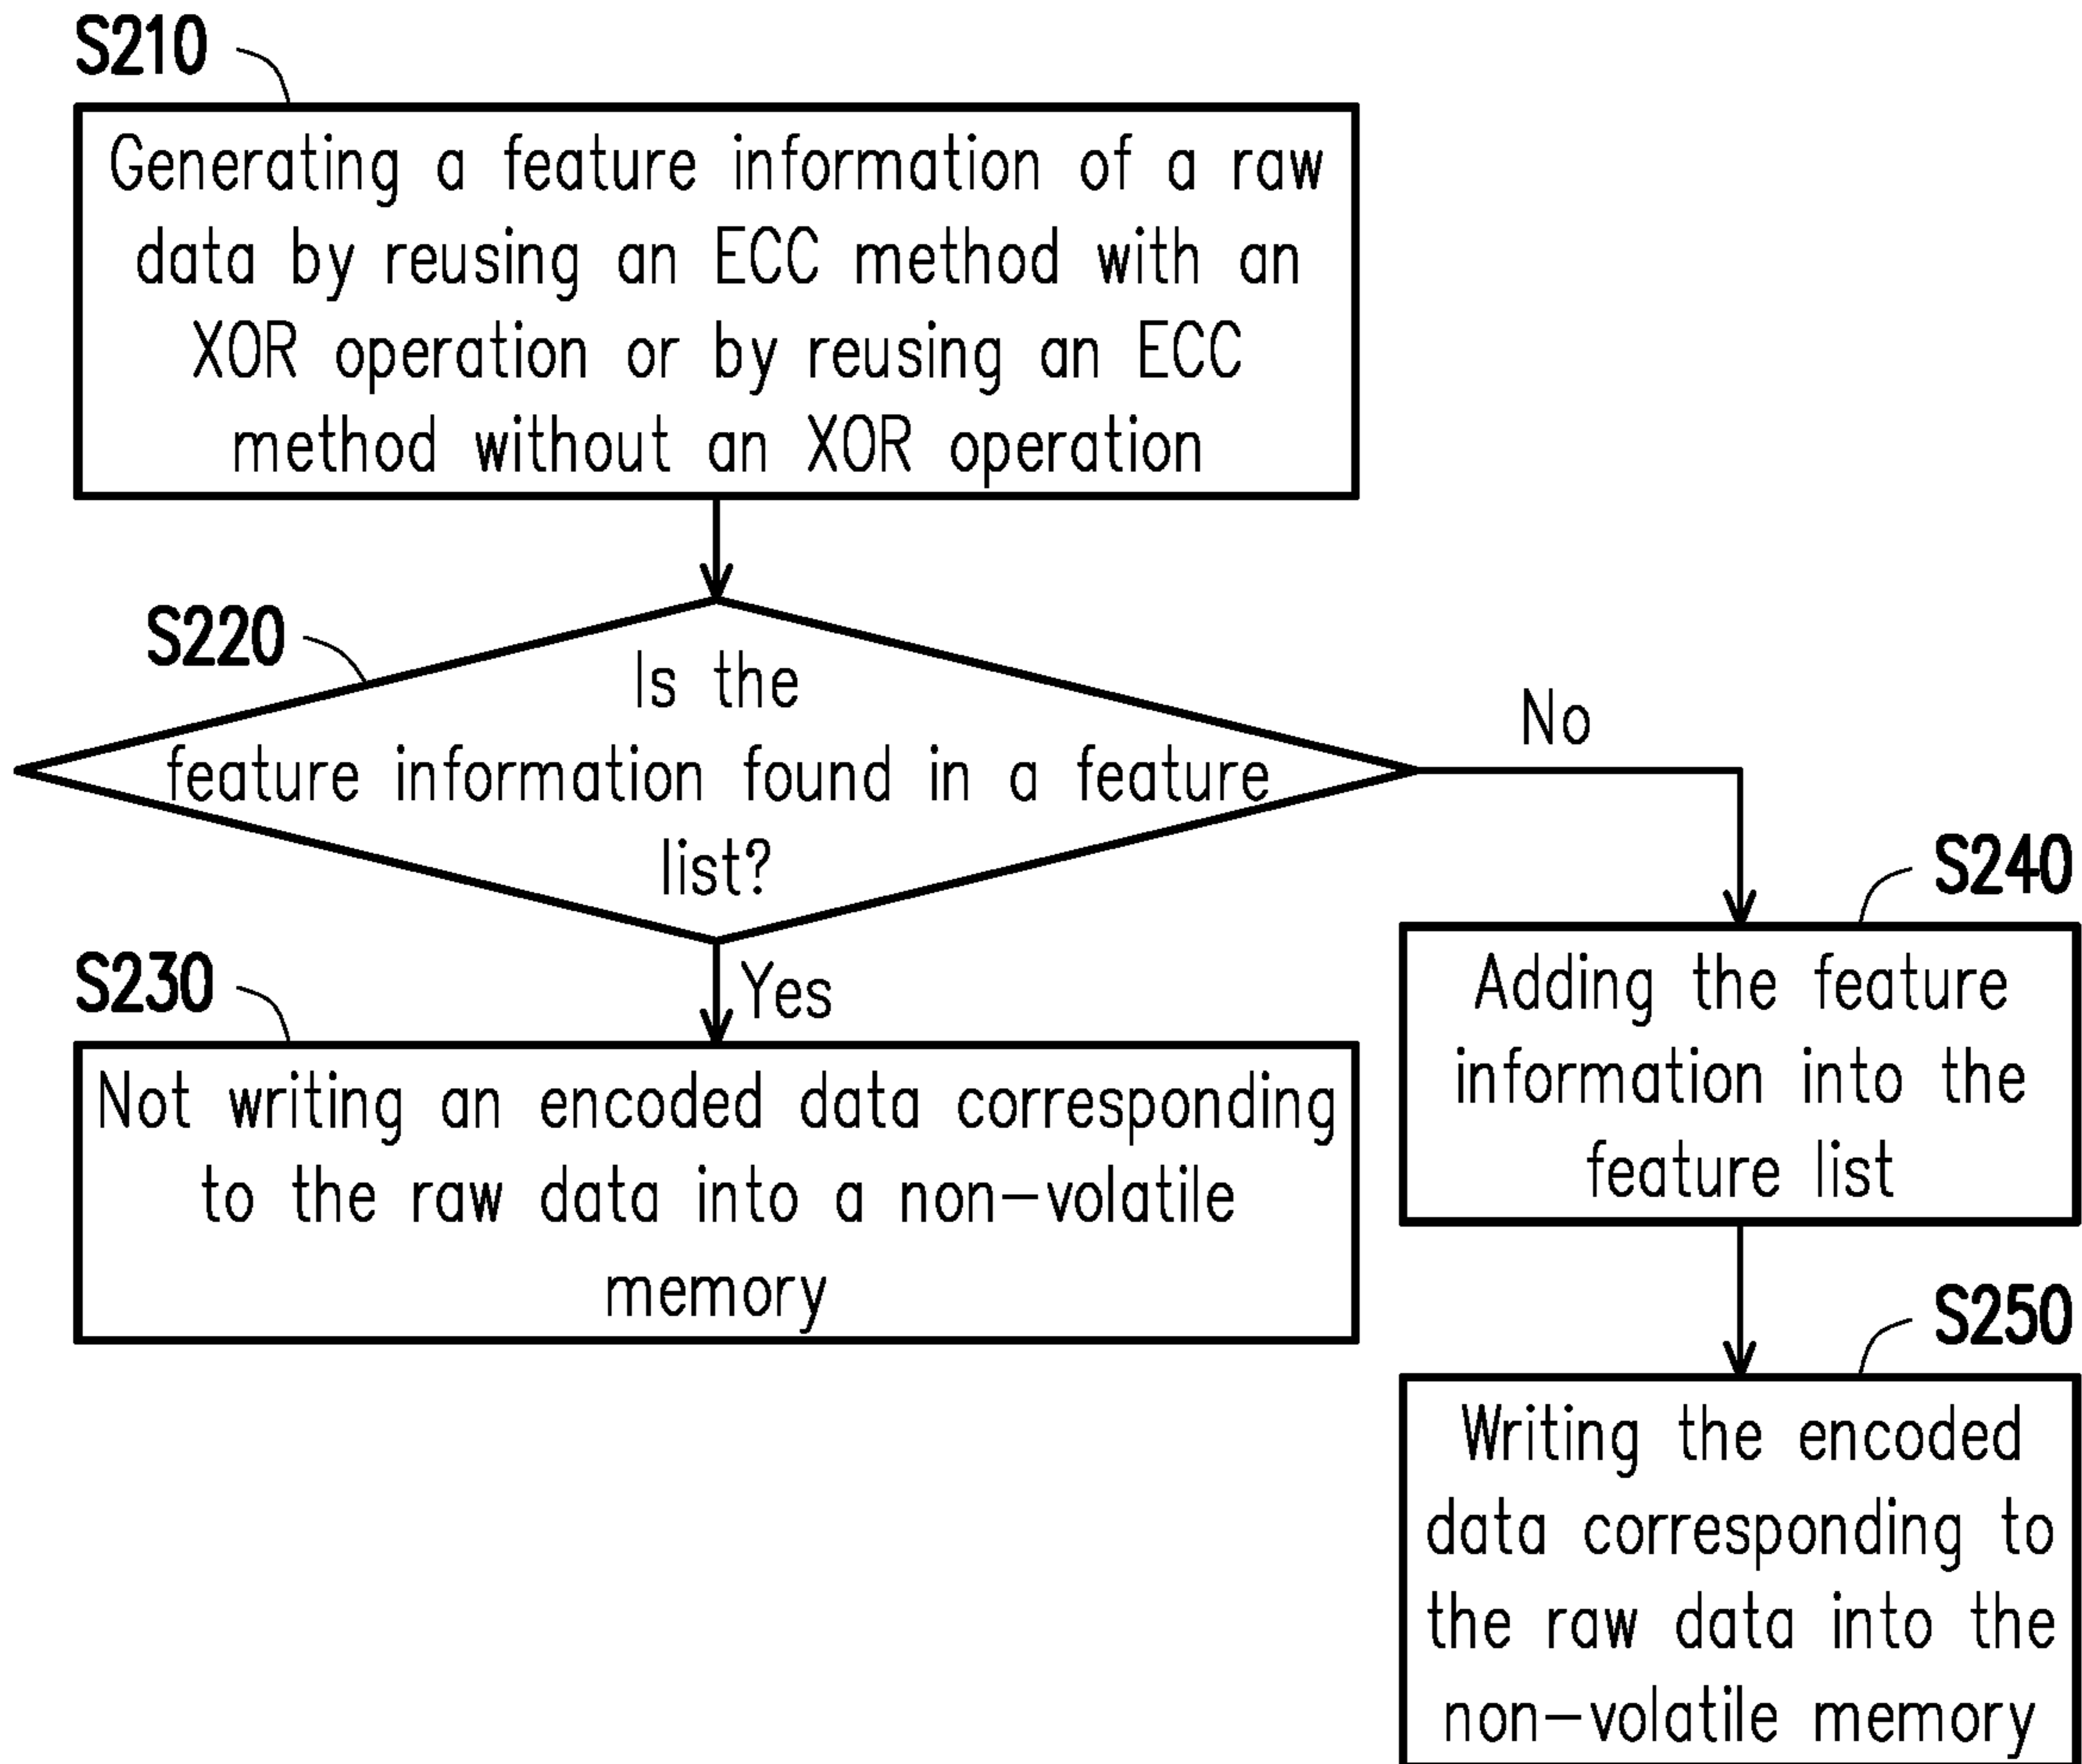 S210
Generating a feature information of a raw
data by reusing an ECC method with an
XOR operation or by reusing an ECC
method without an XOR operation
S220
Is the
feature information found in a feature
list?
No
Yes
S230
Not writing an encoded data corresponding
to the raw data into a non-volatile
memory
S240
Adding the feature
information into the
feature list
S250
Writing the encoded
data corresponding to
the raw data into the
non-volatile memory